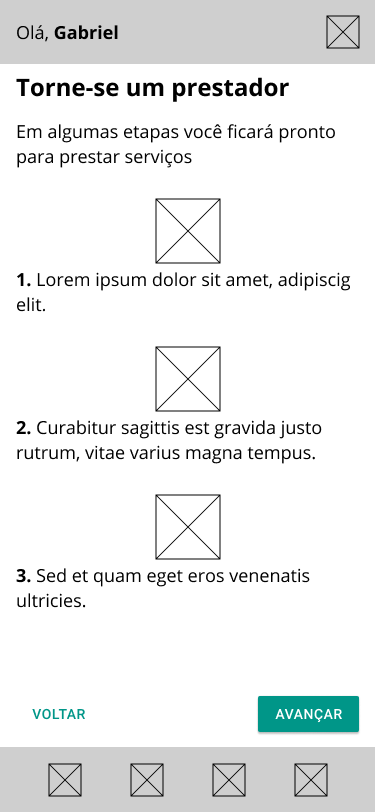 Olá, Gabriel
Torne-se um prestador
Em algumas etapas você ficará pronto
para prestar serviços
1. Lorem ipsum dolor sit amet, adipiscig
elit.
2. Curabitur sagittis est gravida justo
rutrum, vitae varius magna tempus.
3. Sed et quam eget eros venenatis
ultricies.
VOLTAR
AVANÇAR